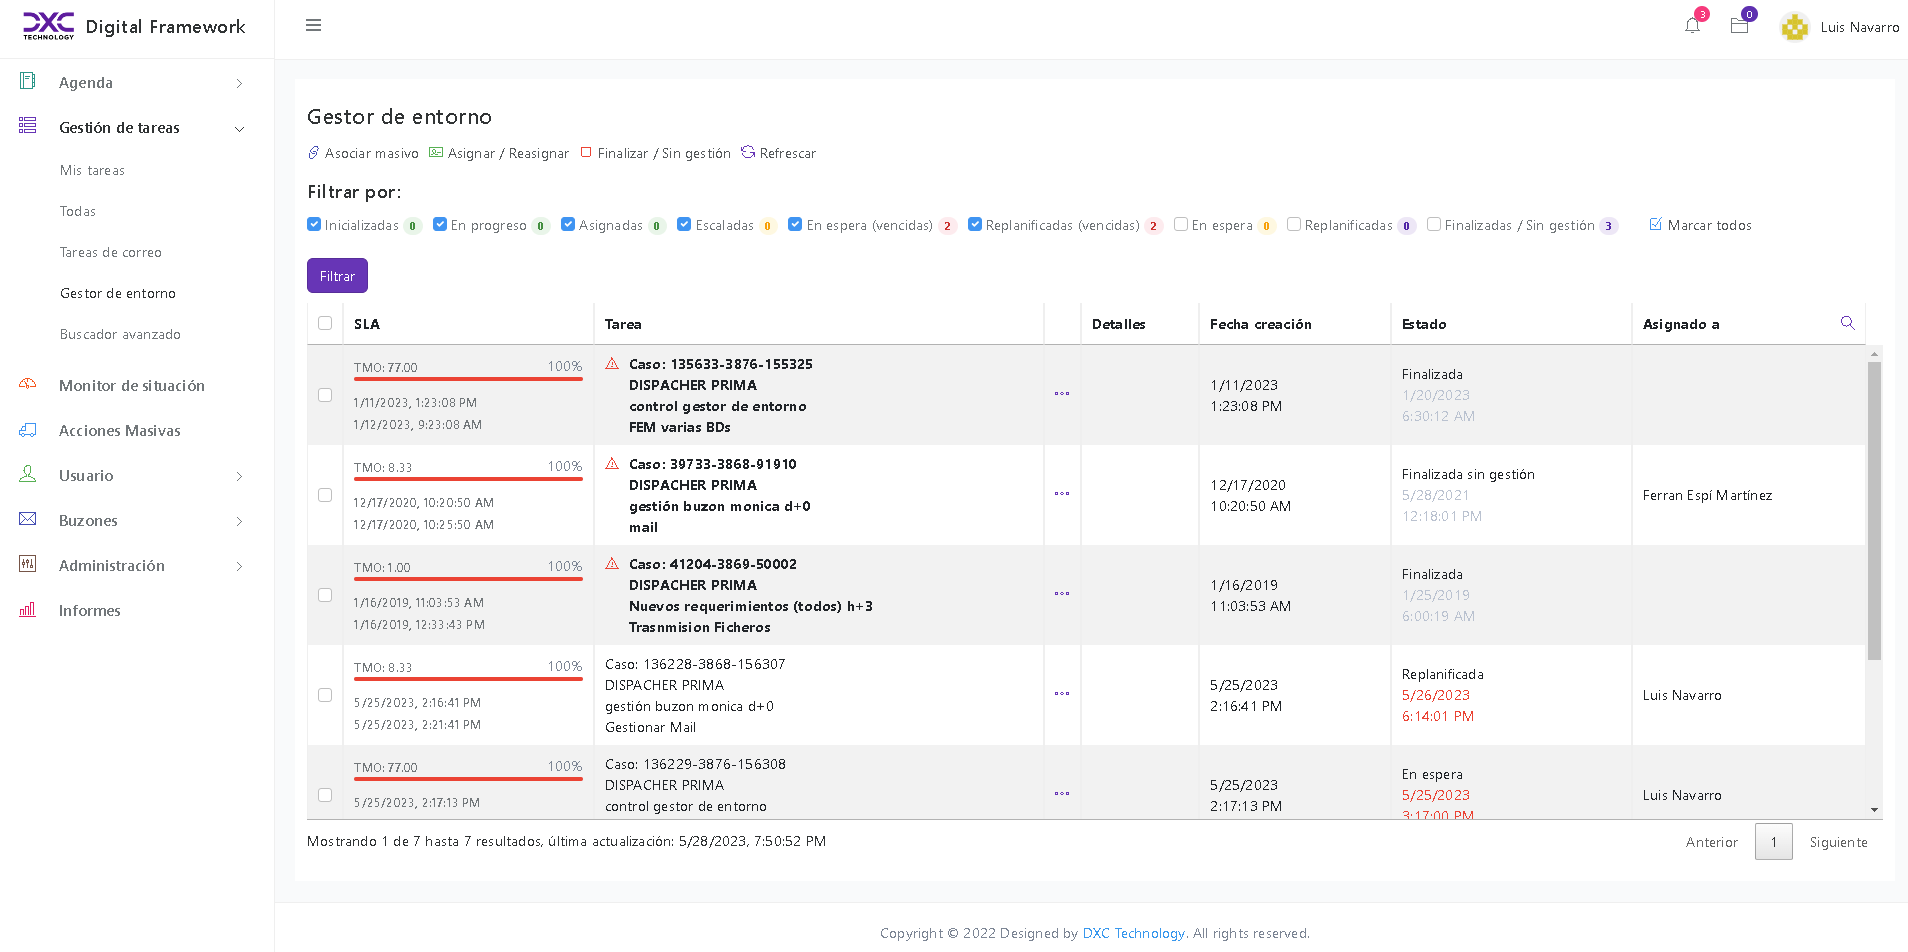 DXC TECHNOLOGY Digital Framework
3
0
Luis Navarro
Agenda
Gestión de tareas
Mis tareas
Todas
Tareas de correo
Gestor de entorno
Buscador avanzado
Monitor de situación
Acciones Masivas
Usuario
Buzones
Administración
Informes
Gestor de entorno
Asociar masivo Asignar / Reasignar Finalizar / Sin gestión Refrescar
Filtrar por:
Inicializadas 0 En progreso 0 Asignadas 0 Escaladas 0 En espera (vencidas) 2 Replanificadas (vencidas) 2 En espera 0 Replanificadas 0 Finalizadas / Sin gestión 3 Marcar todos
Filtrar
SLA Tarea Detalles Fecha creación Estado Asignado a
TMO: 77.00 100%
1/11/2023, 1:23:08 PM
1/12/2023, 9:23:08 AM
Caso: 135633-3876-155325
DISPACHER PRIMA
control gestor de entorno
FEM varias BDs
1/11/2023
1:23:08 PM
Finalizada
1/20/2023
6:30:12 AM
TMO: 8.33 100%
12/17/2020, 10:20:50 AM
12/17/2020, 10:25:50 AM
Caso: 39733-3868-91910
DISPACHER PRIMA
gestión buzon monica d+0
mail
12/17/2020
10:20:50 AM
Finalizada sin gestión
5/28/2021
12:18:01 PM
Ferran Espí Martínez
TMO: 1.00 100%
1/16/2019, 11:03:53 AM
1/16/2019, 12:33:43 PM
Caso: 41204-3869-50002
DISPACHER PRIMA
Nuevos requerimientos (todos) h+3
Trasnmision Ficheros
1/16/2019
11:03:53 AM
Finalizada
1/25/2019
6:00:19 AM
TMO: 8.33 100%
5/25/2023, 2:16:41 PM
5/25/2023, 2:21:41 PM
Caso: 136228-3868-156307
DISPACHER PRIMA
gestión buzon monica d+0
Gestionar Mail
5/25/2023
2:16:41 PM
Replanificada
5/26/2023
6:14:01 PM
Luis Navarro
TMO: 77.00 100%
5/25/2023, 2:17:13 PM
Caso: 136229-3876-156308
DISPACHER PRIMA
control gestor de entorno
5/25/2023
2:17:13 PM
En espera
5/25/2023
3:17:00 PM
Luis Navarro
Mostrando 1 de 7 hasta 7 resultados, última actualización: 5/28/2023, 7:50:52 PM
Anterior 1 Siguiente
Copyright © 2022 Designed by DXC Technology. All rights reserved.